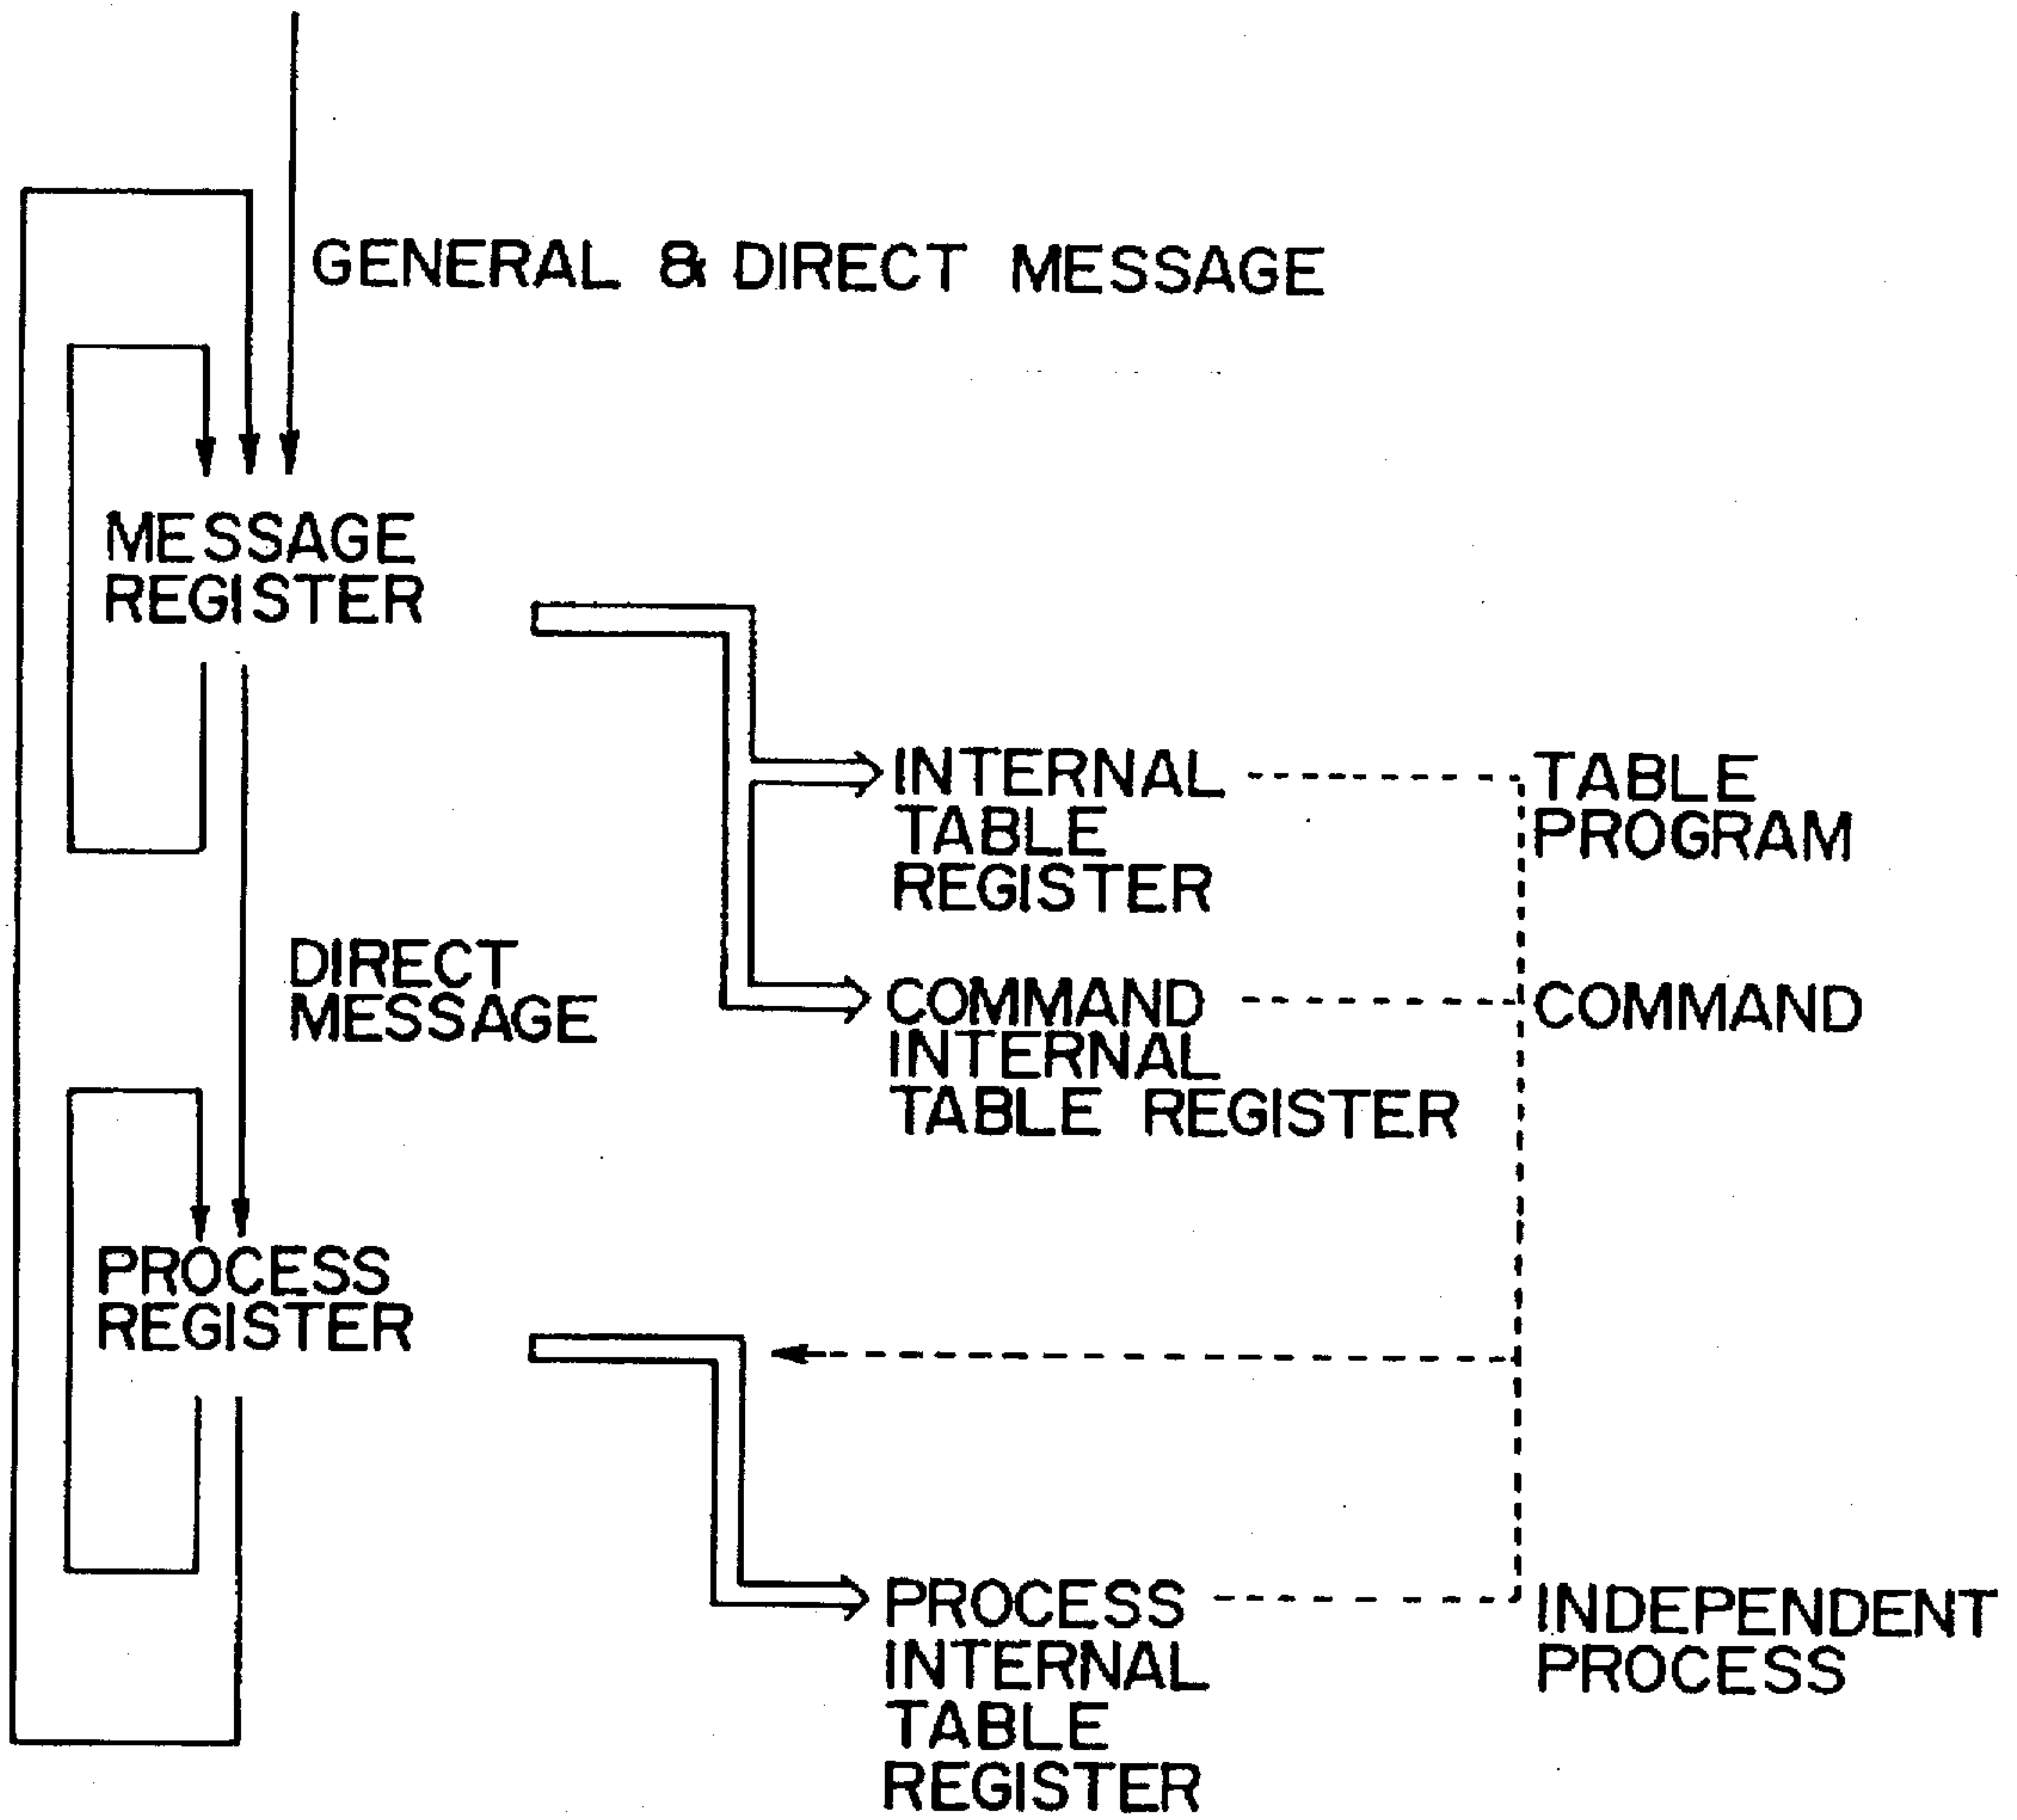 GENERAL & DIRECT MESSAGE
MESSAGE
REGISTER
INTERNAL
TABLE
REGISTER
TABLE
PROGRAM
DIRECT
MESSAGE
COMMAND
INTERNAL
TABLE REGISTER
COMMAND
PROCESS
REGISTER
PROCESS
INTERNAL
TABLE
REGISTER
INDEPENDENT
PROCESS